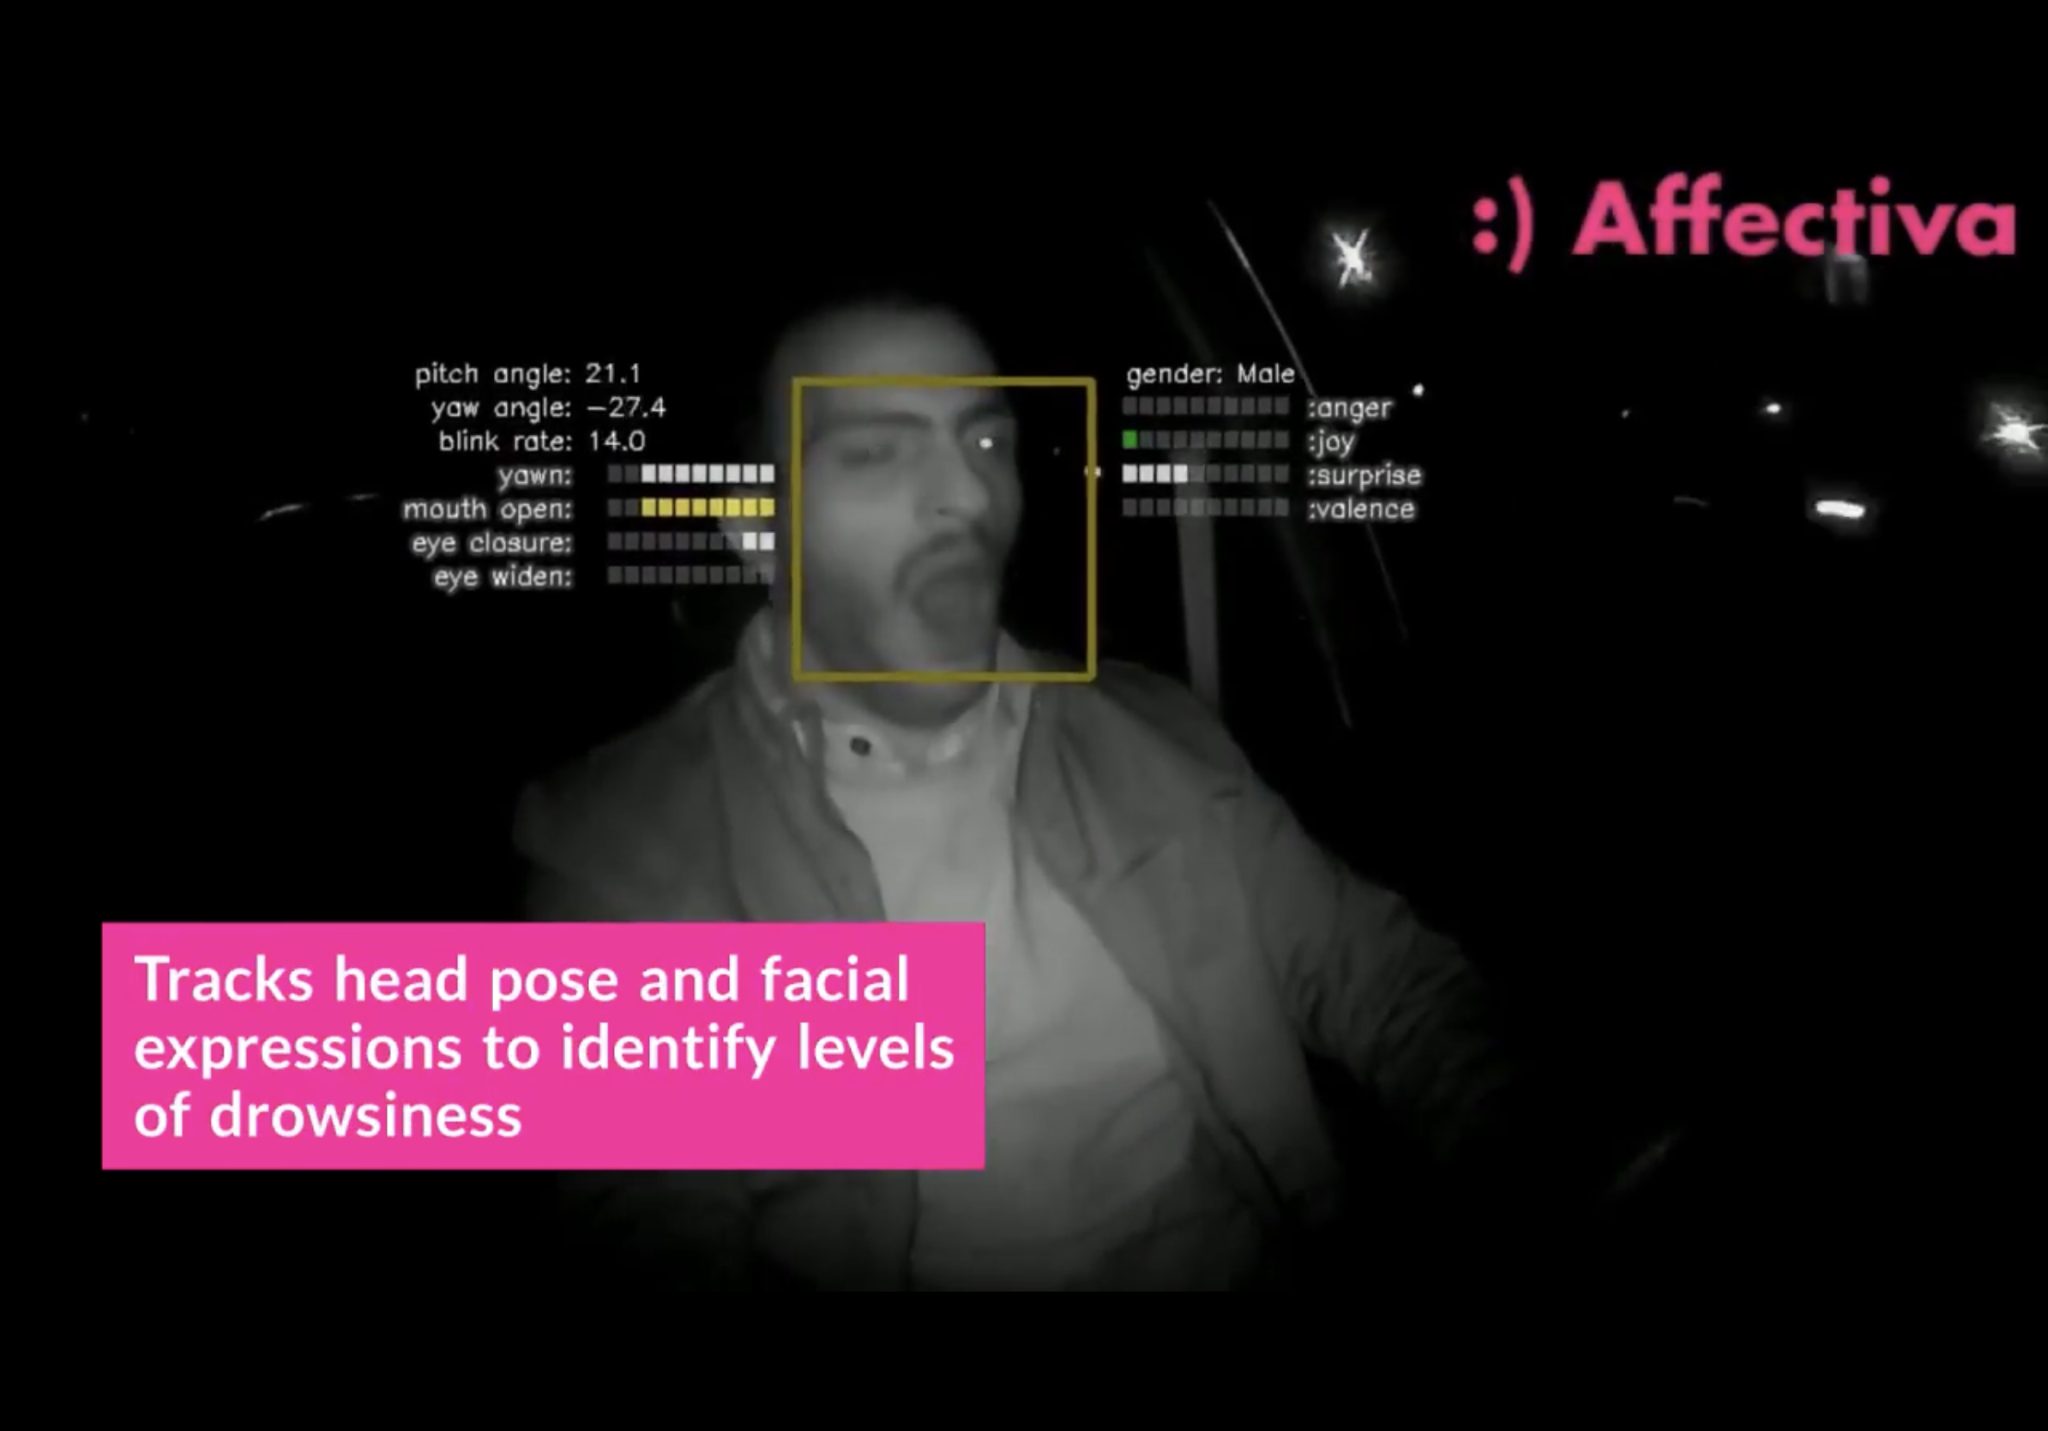 :) Affectiva
pitch angle: 21.1
yaw angle: -27.4
blink rate: 14.0
yawn:
mouth open:
eye closure:
eye widen:
gender: Male
:anger
:joy
:surprise
:valence
Tracks head pose and facial
expressions to identify levels
of drowsiness